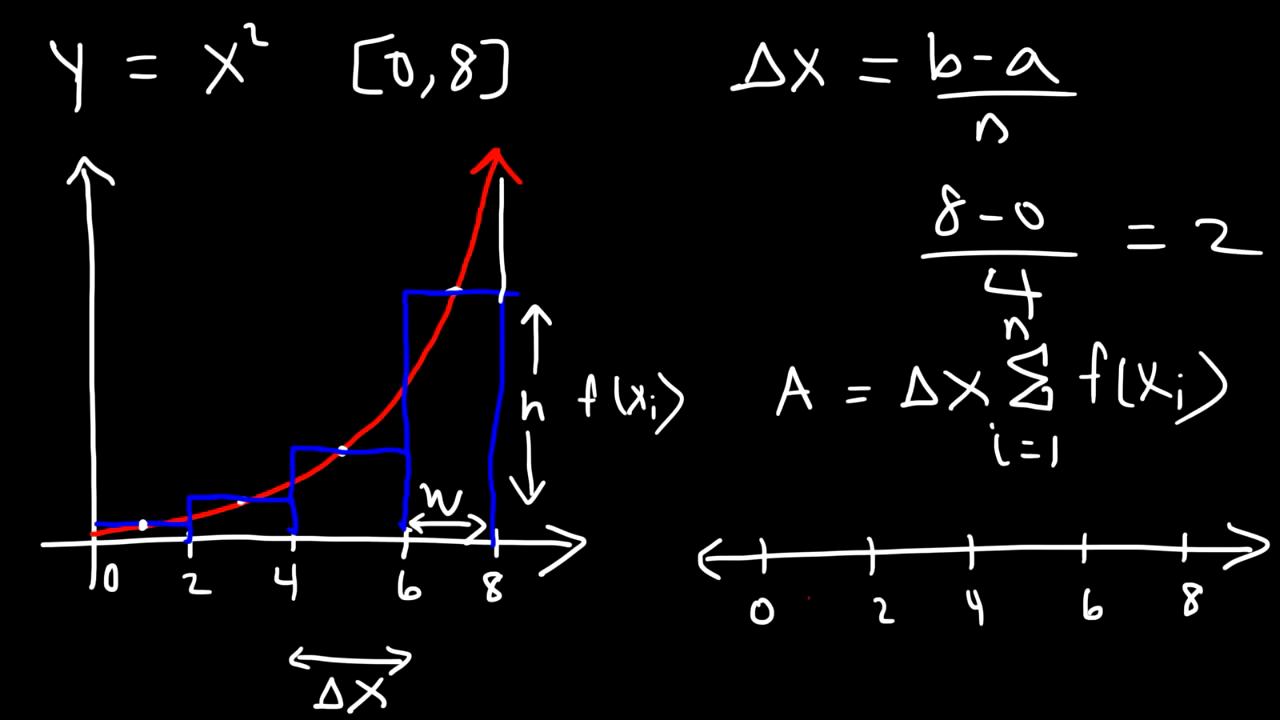 y = x² [0,8]
Δx = b-a
n
8-0
4
= 2
h f(xᵢ)
n
A = Δx Σ f(xᵢ)
i=1
w
0 2 4 6 8
Δx
0 2 4 6 8